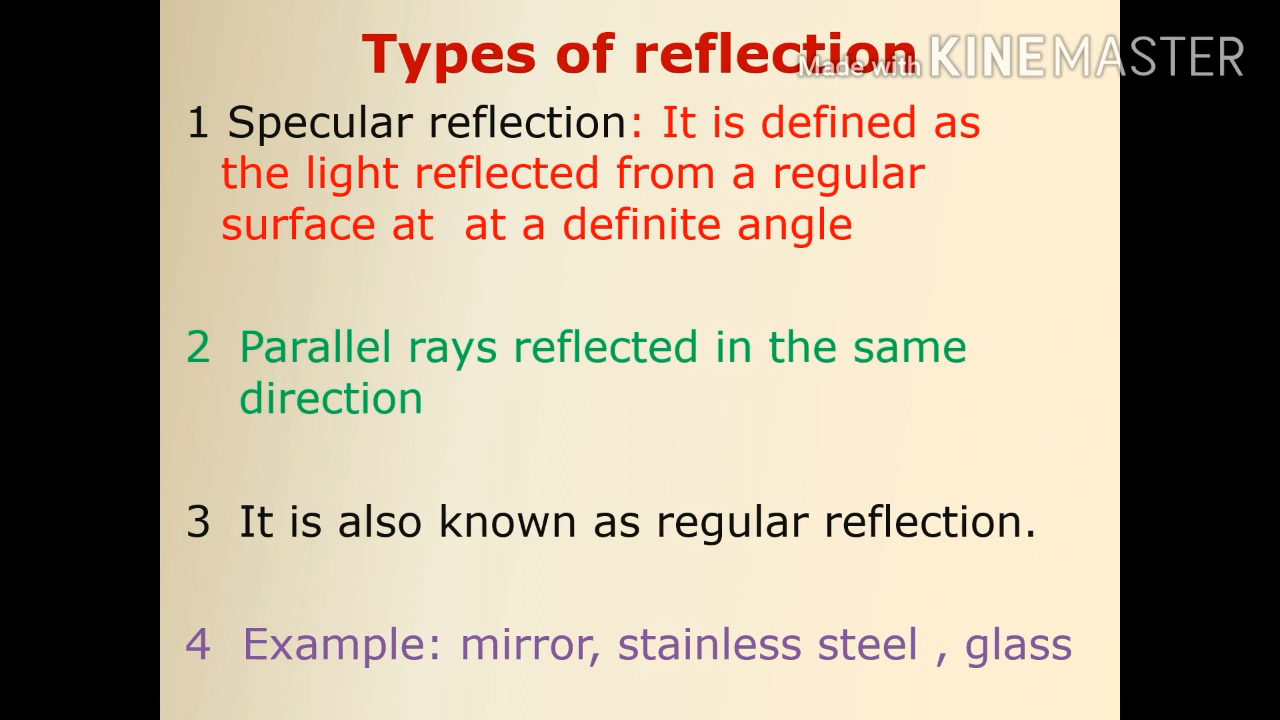 Types of reflection
Made with KINEMASTER
1 Specular reflection: It is defined as
the light reflected from a regular
surface at  at a definite angle
2 Parallel rays reflected in the same
direction
3 It is also known as regular reflection.
4 Example: mirror, stainless steel , glass